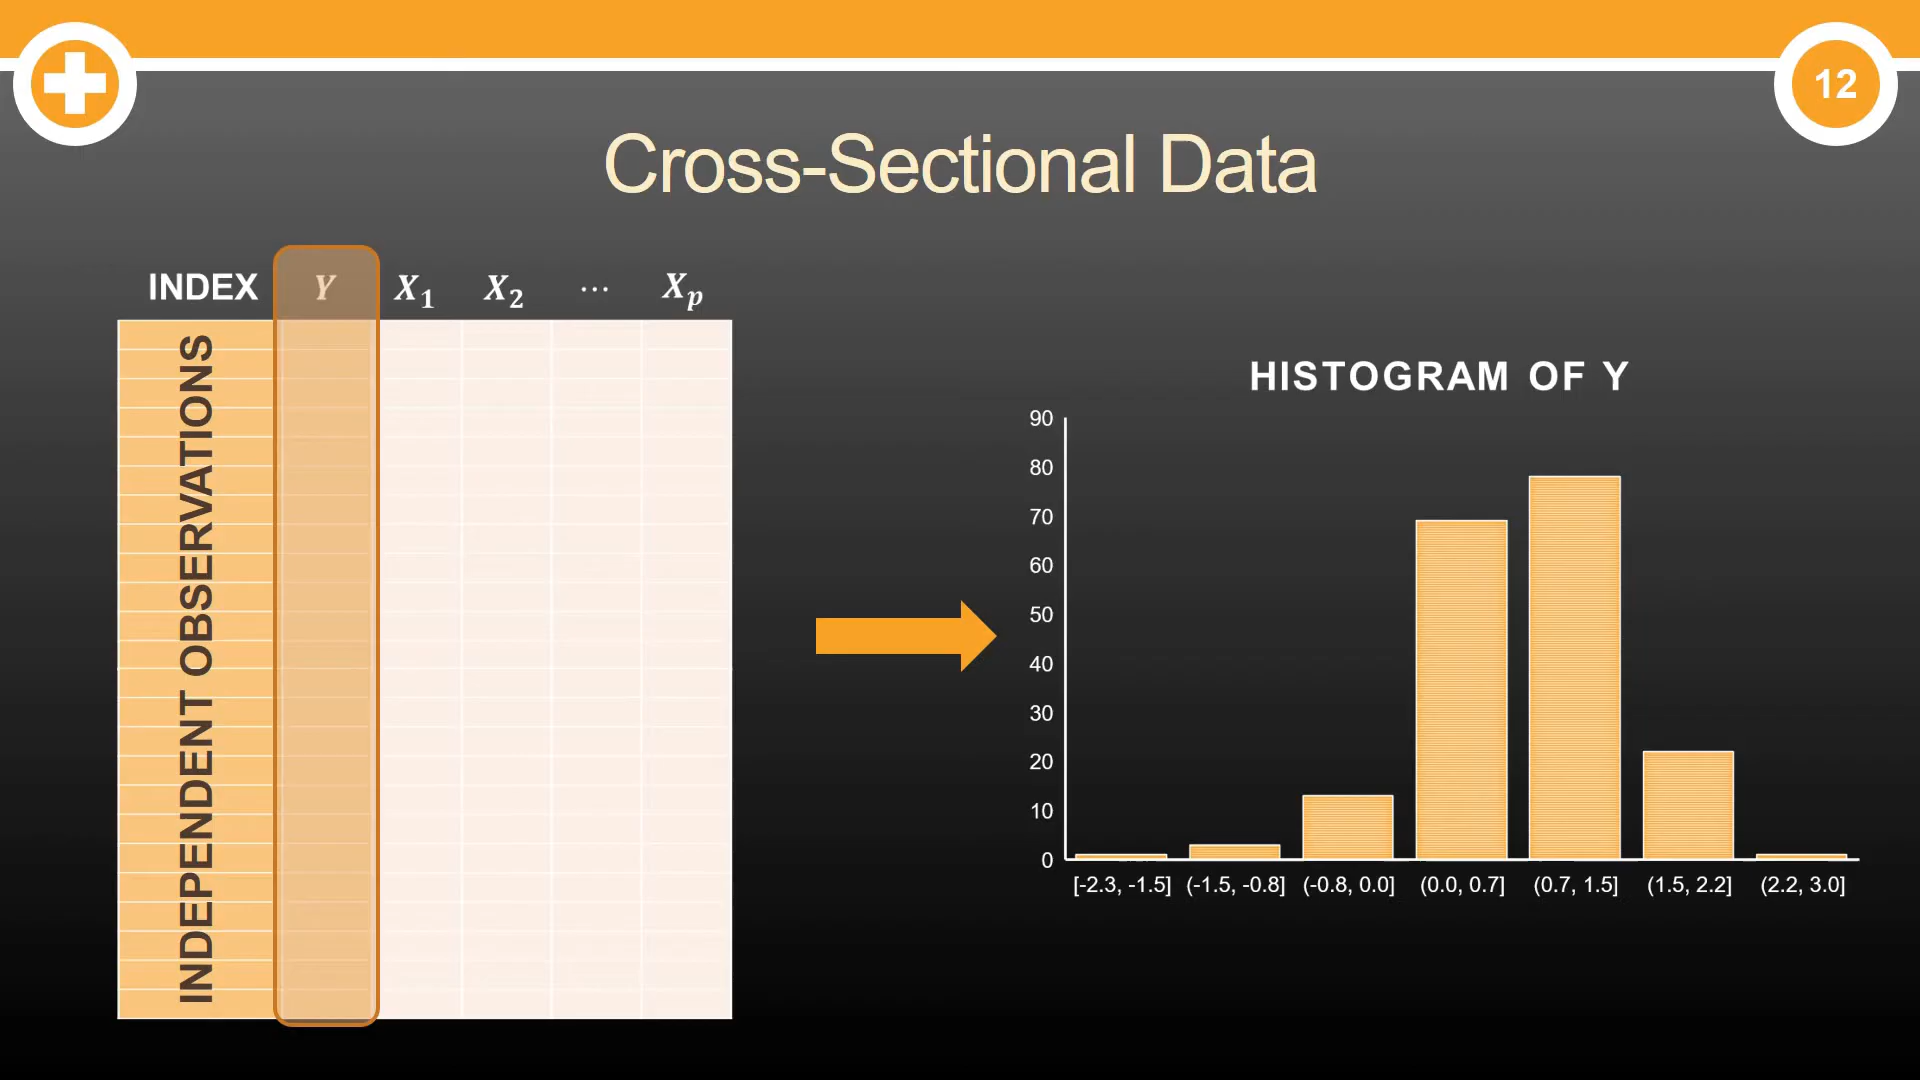 12
Cross-Sectional Data
INDEX Y X₁ X₂ ⋯ Xₚ
INDEPENDENT OBSERVATIONS
HISTOGRAM OF Y
90
80
70
60
50
40
30
20
10
0
[-2.3, -1.5] (-1.5, -0.8] (-0.8, 0.0] (0.0, 0.7] (0.7, 1.5] (1.5, 2.2] (2.2, 3.0]